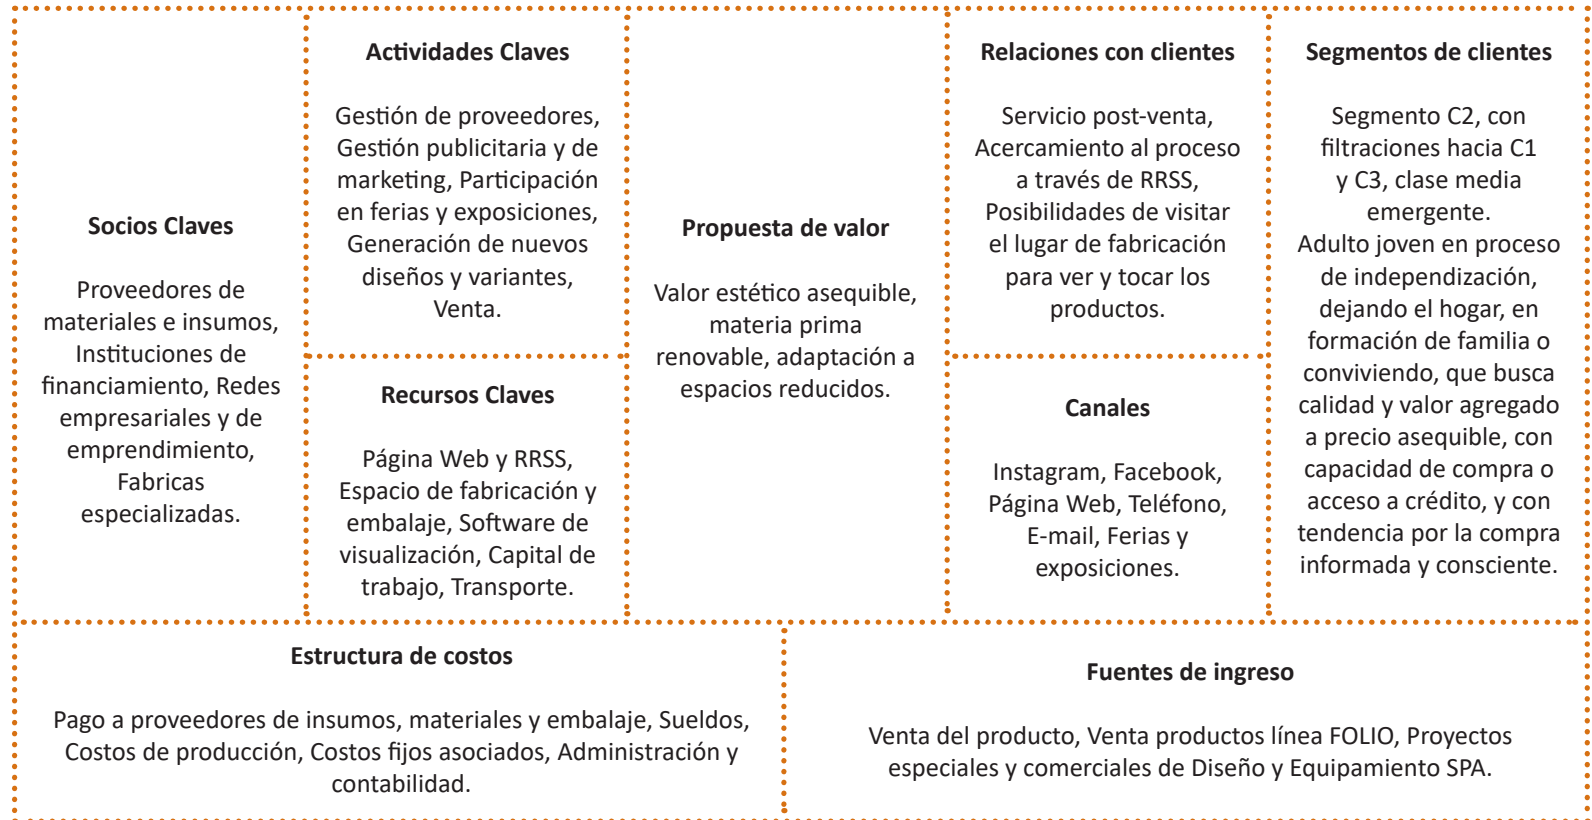 Socios Claves
Proveedores de
materiales e insumos,
Instituciones de
financiamiento, Redes
empresariales y de
emprendimiento,
Fabricas
especializadas.
Actividades Claves
Gestión de proveedores,
Gestión publicitaria y de
marketing, Participación
en ferias y exposiciones,
Generación de nuevos
diseños y variantes,
Venta.
Recursos Claves
Página Web y RRSS,
Espacio de fabricación y
embalaje, Software de
visualización, Capital de
trabajo, Transporte.
Propuesta de valor
Valor estético asequible,
materia prima
renovable, adaptación a
espacios reducidos.
Relaciones con clientes
Servicio post-venta,
Acercamiento al proceso
a través de RRSS,
Posibilidades de visitar
el lugar de fabricación
para ver y tocar los
productos.
Canales
Instagram, Facebook,
Página Web, Teléfono,
E-mail, Ferias y
exposiciones.
Segmentos de clientes
Segmento C2, con
filtraciones hacia C1
y C3, clase media
emergente.
Adulto joven en proceso
de independización,
dejando el hogar, en
formación de familia o
conviviendo, que busca
calidad y valor agregado
a precio asequible, con
capacidad de compra o
acceso a crédito, y con
tendencia por la compra
informada y consciente.
Estructura de costos
Pago a proveedores de insumos, materiales y embalaje, Sueldos,
Costos de producción, Costos fijos asociados, Administración y
contabilidad.
Fuentes de ingreso
Venta del producto, Venta productos línea FOLIO, Proyectos
especiales y comerciales de Diseño y Equipamiento SPA.